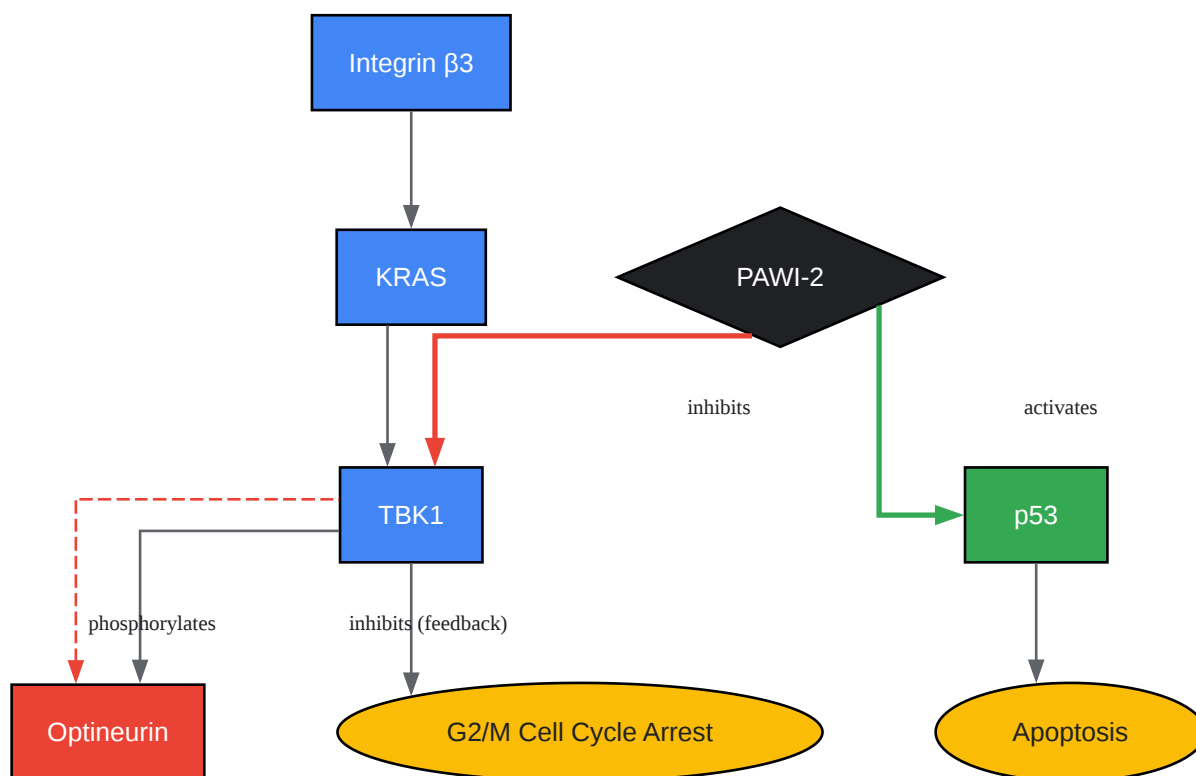 Integrin β3
KRAS
PAWI-2
inhibits
activates
TBK1
p53
phosphorylates
inhibits (feedback)
Optineurin
G2/M Cell Cycle Arrest
Apoptosis